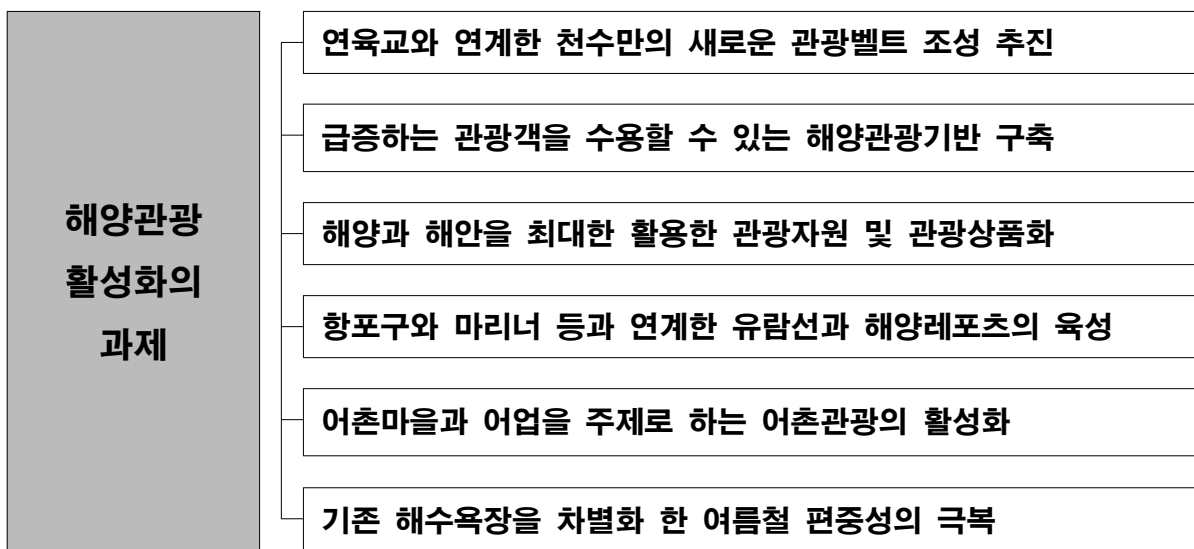 해양관광
활성화의
과제
연육교와 연계한 천수만의 새로운 관광벨트 조성 추진
급증하는 관광객을 수용할 수 있는 해양관광기반 구축
해양과 해안을 최대한 활용한 관광자원 및 관광상품화
항포구와 마리너 등과 연계한 유람선과 해양레포츠의 육성
어촌마을과 어업을 주제로 하는 어촌관광의 활성화
기존 해수욕장을 차별화 한 여름철 편중성의 극복